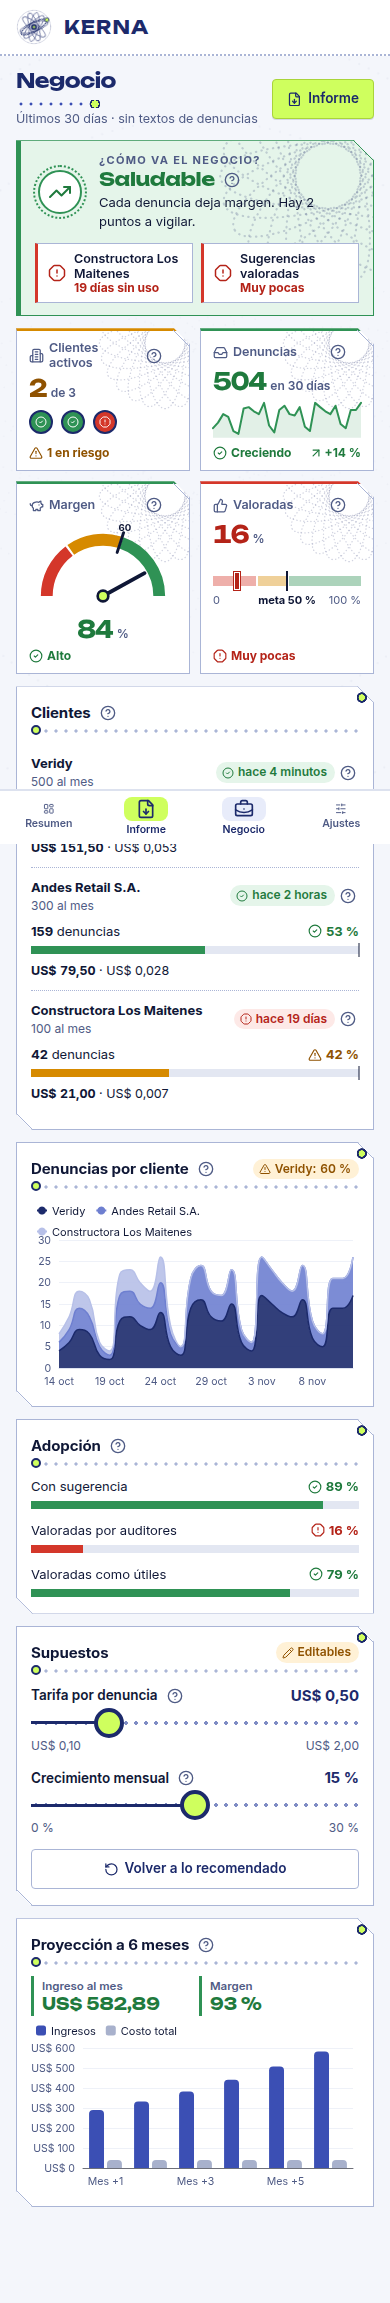 KERNA
Negocio
Últimos 30 días · sin textos de denuncias
Informe
¿CÓMO VA EL NEGOCIO?
Saludable
Cada denuncia deja margen. Hay 2
puntos a vigilar.
Constructora Los
Maitenes
19 días sin uso
Sugerencias
valoradas
Muy pocas
Clientes
activos
2 de 3
1 en riesgo
Denuncias
504 en 30 días
Creciendo
+14 %
Margen
60
84 %
Alto
Valoradas
16 %
0
meta 50 %
100 %
Muy pocas
Clientes
Veridy
500 al mes
hace 4 minutos
Resumen
Informe
Negocio
Ajustes
US$ 151,50 · US$ 0,053
Andes Retail S.A.
300 al mes
hace 2 horas
159 denuncias
53 %
US$ 79,50 · US$ 0,028
Constructora Los Maitenes
100 al mes
hace 19 días
42 denuncias
42 %
US$ 21,00 · US$ 0,007
Denuncias por cliente
Veridy: 60 %
Veridy
Andes Retail S.A.
Constructora Los Maitenes
30
25
20
15
10
5
0
14 oct
19 oct
24 oct
29 oct
3 nov
8 nov
Adopción
Con sugerencia
89 %
Valoradas por auditores
16 %
Valoradas como útiles
79 %
Supuestos
Editables
Tarifa por denuncia
US$ 0,50
US$ 0,10
US$ 2,00
Crecimiento mensual
15 %
0 %
30 %
Volver a lo recomendado
Proyección a 6 meses
Ingreso al mes
US$ 582,89
Margen
93 %
Ingresos
Costo total
US$ 600
US$ 500
US$ 400
US$ 300
US$ 200
US$ 100
US$ 0
Mes +1
Mes +3
Mes +5